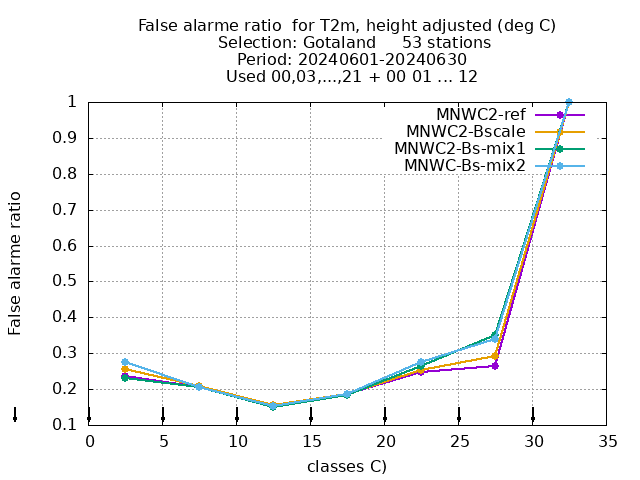 False alarme ratio  for T2m, height adjusted (deg C)
Selection: Gotaland     53 stations
Period: 20240601-20240630
Used 00,03,...,21 + 00 01 ... 12
MNWC2-ref
MNWC2-Bscale
MNWC2-Bs-mix1
MNWC-Bs-mix2
False alarme ratio
1
0.9
0.8
0.7
0.6
0.5
0.4
0.3
0.2
0.1
0 5 10 15 20 25 30 35
classes C)